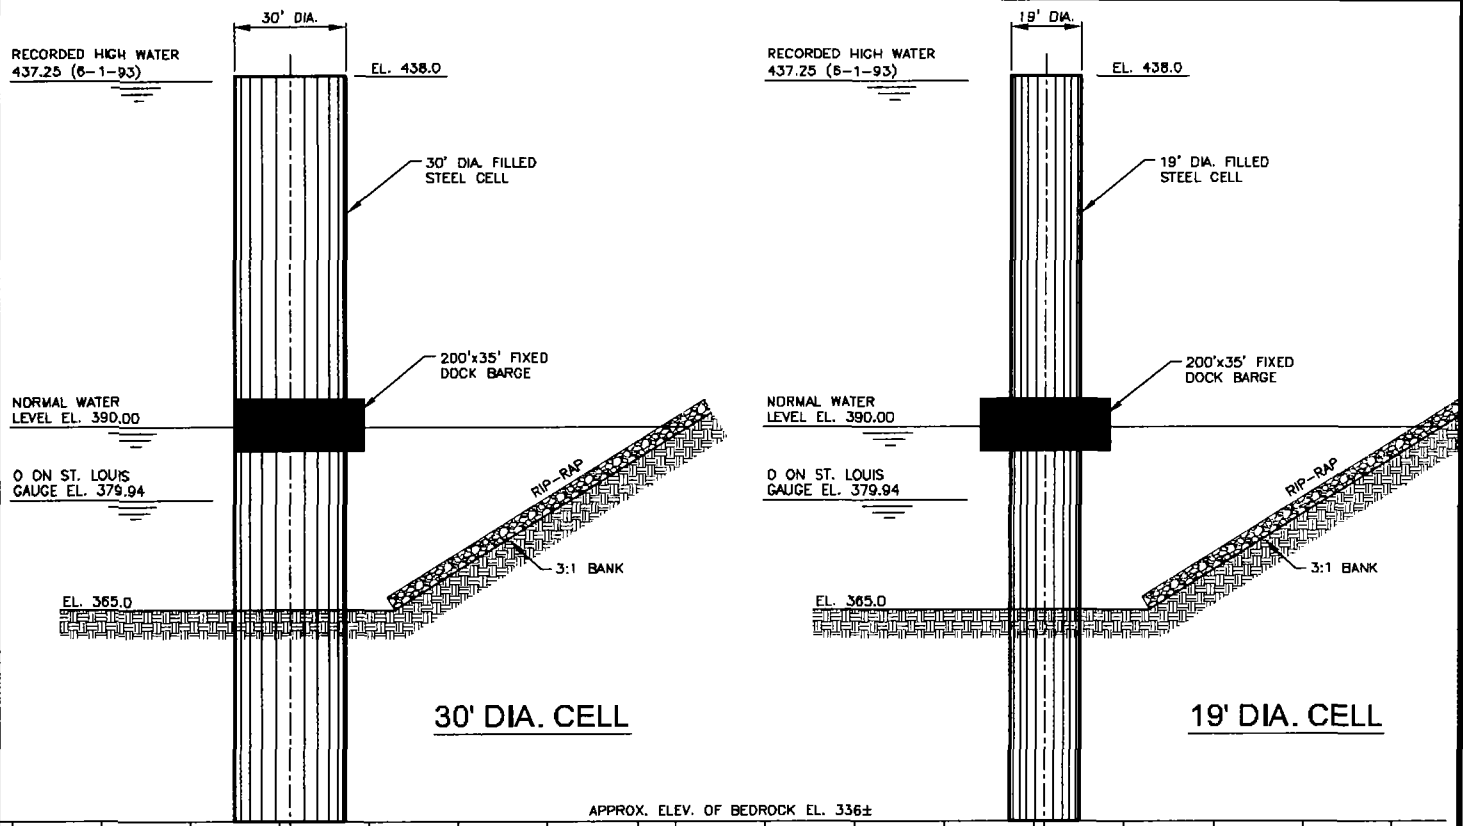 30' DIA.
RECORDED HIGH WATER
437.25 (6-1-93)
EL. 438.0
30' DIA. FILLED
STEEL CELL
200'x35' FIXED
DOCK BARGE
NORMAL WATER
LEVEL EL. 390.00
0 ON ST. LOUIS
GAUGE EL. 379.94
RIP-RAP
3:1 BANK
EL. 365.0
30' DIA. CELL
19' DIA.
RECORDED HIGH WATER
437.25 (6-1-93)
EL. 438.0
19' DIA. FILLED
STEEL CELL
200'x35' FIXED
DOCK BARGE
NORMAL WATER
LEVEL EL. 390.00
0 ON ST. LOUIS
GAUGE EL. 379.94
RIP-RAP
3:1 BANK
EL. 365.0
19' DIA. CELL
APPROX. ELEV. OF BEDROCK EL. 336±